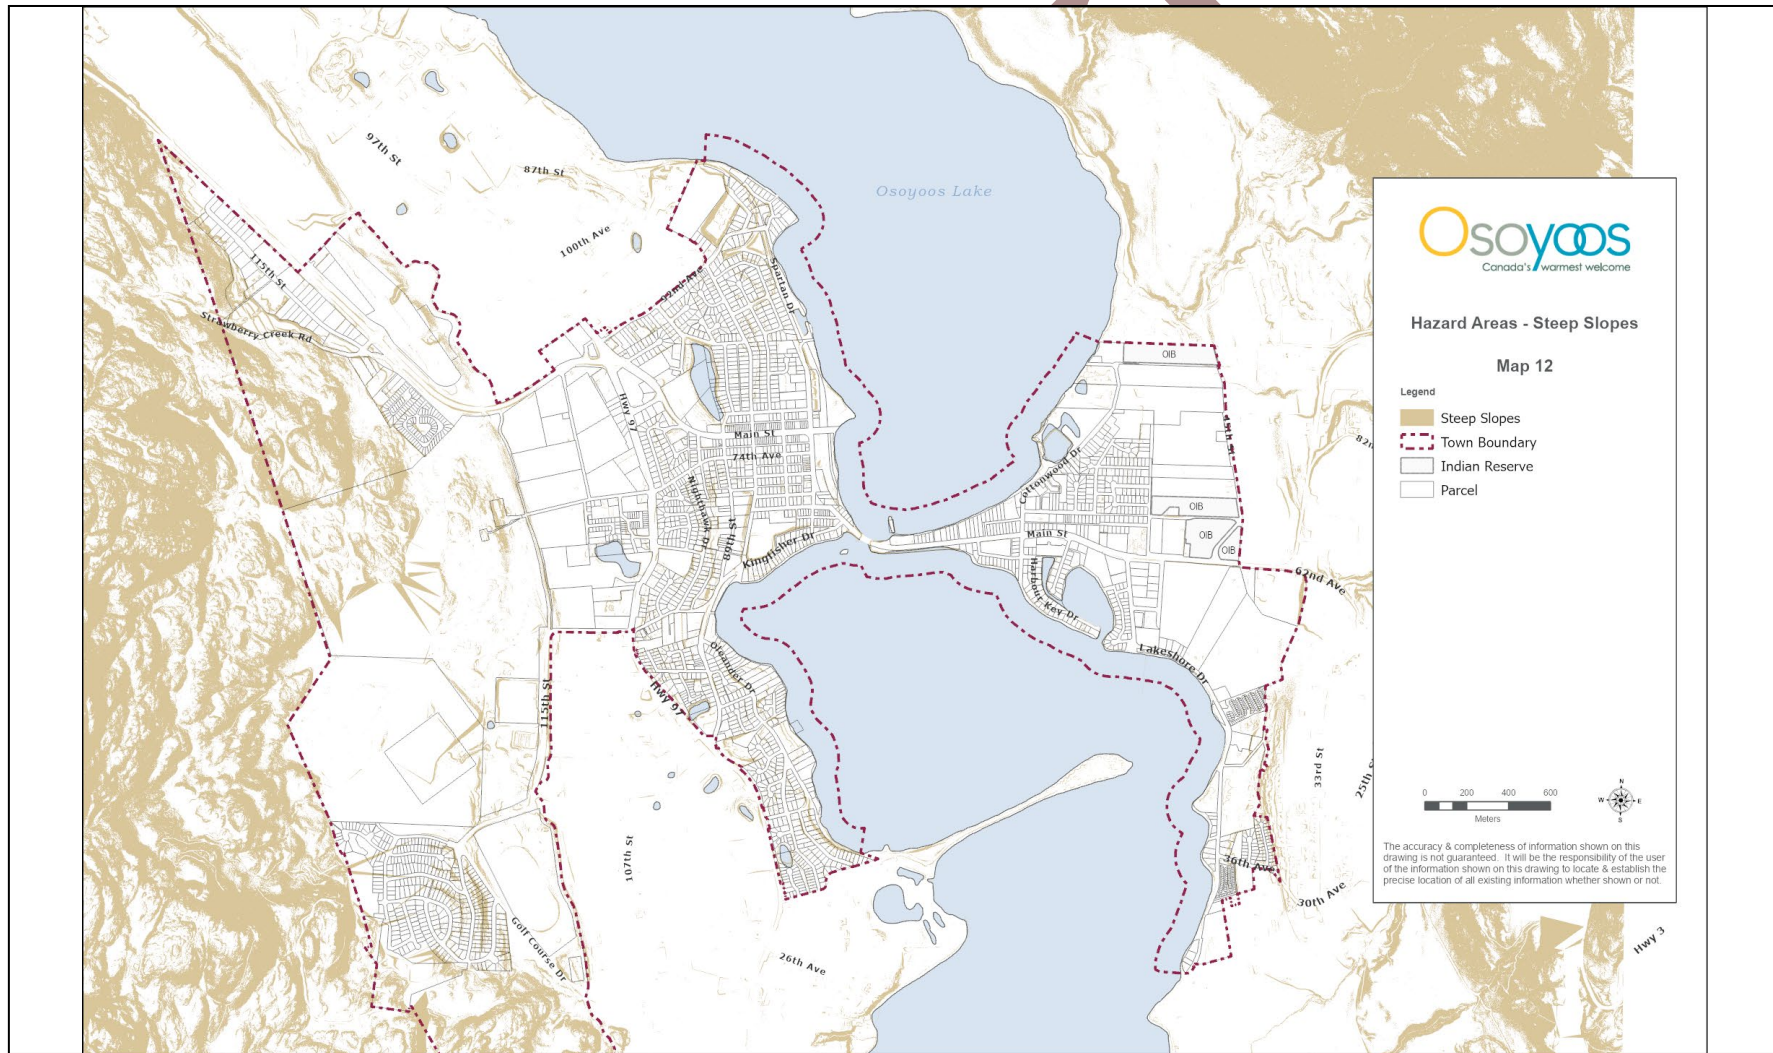 97th St
87th St
Osoyoos Lake
100th Ave
115th St
Spartan Dr
92nd Ave
Strawberry Creek Rd
OIB
Hwy 97
45th St
Main St
74th Ave
Cottonwood Dr
Nighthawk Dr
89th St
OIB
Kingfisher Dr
Main St
OIB
OIB
62nd Ave
Harbour Key Dr
Oleander Dr
Lakeshore Dr
115th St
Hwy 97
33rd St
107th St
36th Ave
30th Ave
Golf Course Dr
26th Ave
Hwy 3
Osoyoos
Canada's warmest welcome
Hazard Areas - Steep Slopes
Map 12
Legend
Steep Slopes
Town Boundary
Indian Reserve
Parcel
0 200 400 600
Meters
N
W E
S
The accuracy & completeness of information shown on this
drawing is not guaranteed. It will be the responsibility of the user
of the information shown on this drawing to locate & establish the
precise location of all existing information whether shown or not.